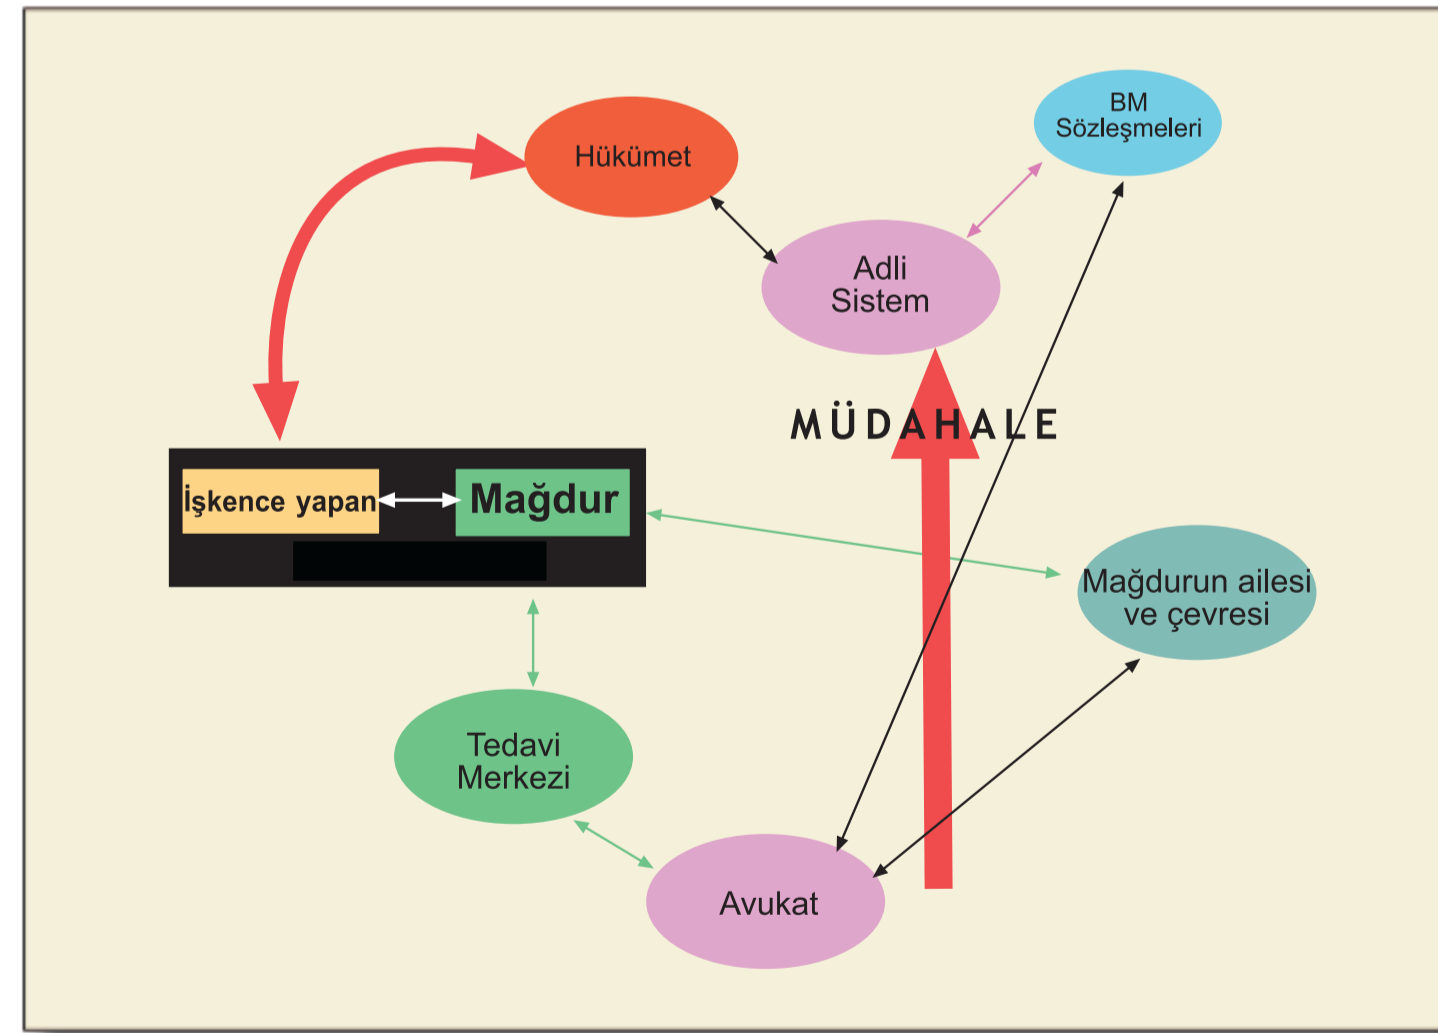 BM
Sözleşmeleri
Hükümet
Adli
Sistem
MÜDAHALE
İşkence yapan
Mağdur
Mağdurun ailesi
ve çevresi
Tedavi
Merkezi
Avukat